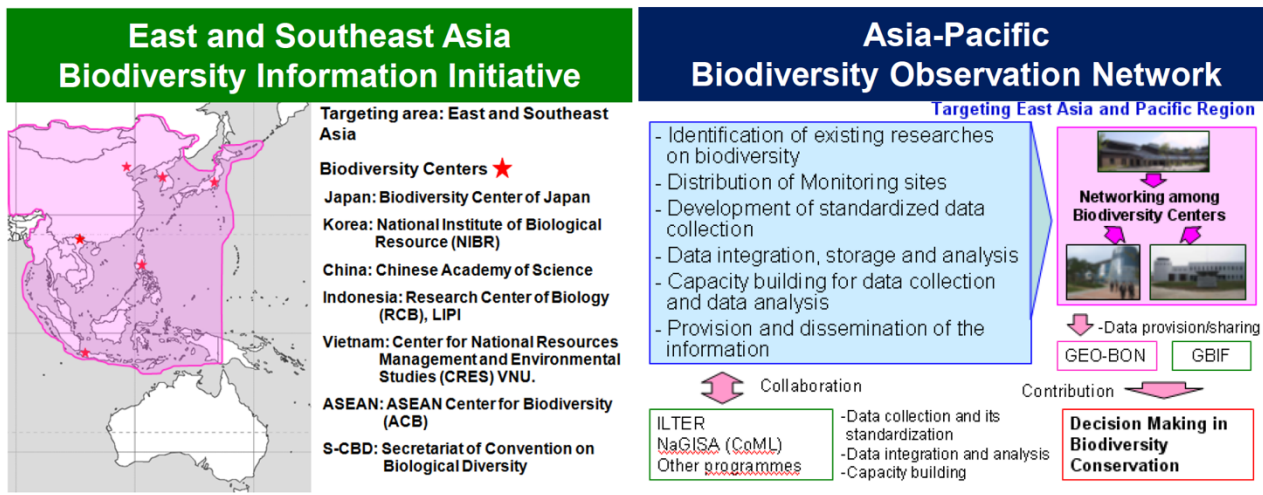 East and Southeast Asia
Biodiversity Information Initiative
Targeting area: East and Southeast
Asia
Biodiversity Centers
Japan: Biodiversity Center of Japan
Korea: National Institute of Biological
Resource (NIBR)
China: Chinese Academy of Science
Indonesia: Research Center of Biology
(RCB), LIPI
Vietnam: Center for National Resources
Management and Environmental
Studies (CRES) VNU.
ASEAN: ASEAN Center for Biodiversity
(ACB)
S-CBD: Secretariat of Convention on
Biological Diversity
Asia-Pacific
Biodiversity Observation Network
Targeting East Asia and Pacific Region
- Identification of existing researches
on biodiversity
- Distribution of Monitoring sites
- Development of standardized data
collection
- Data integration, storage and analysis
- Capacity building for data collection
and data analysis
- Provision and dissemination of the
information
Networking among
Biodiversity Centers
-Data provision/sharing
GEO-BON
GBIF
Collaboration
Contribution
ILTER
NaGISA (CoML)
Other programmes
-Data collection and its
standardization
-Data integration and analysis
-Capacity building
Decision Making in
Biodiversity
Conservation